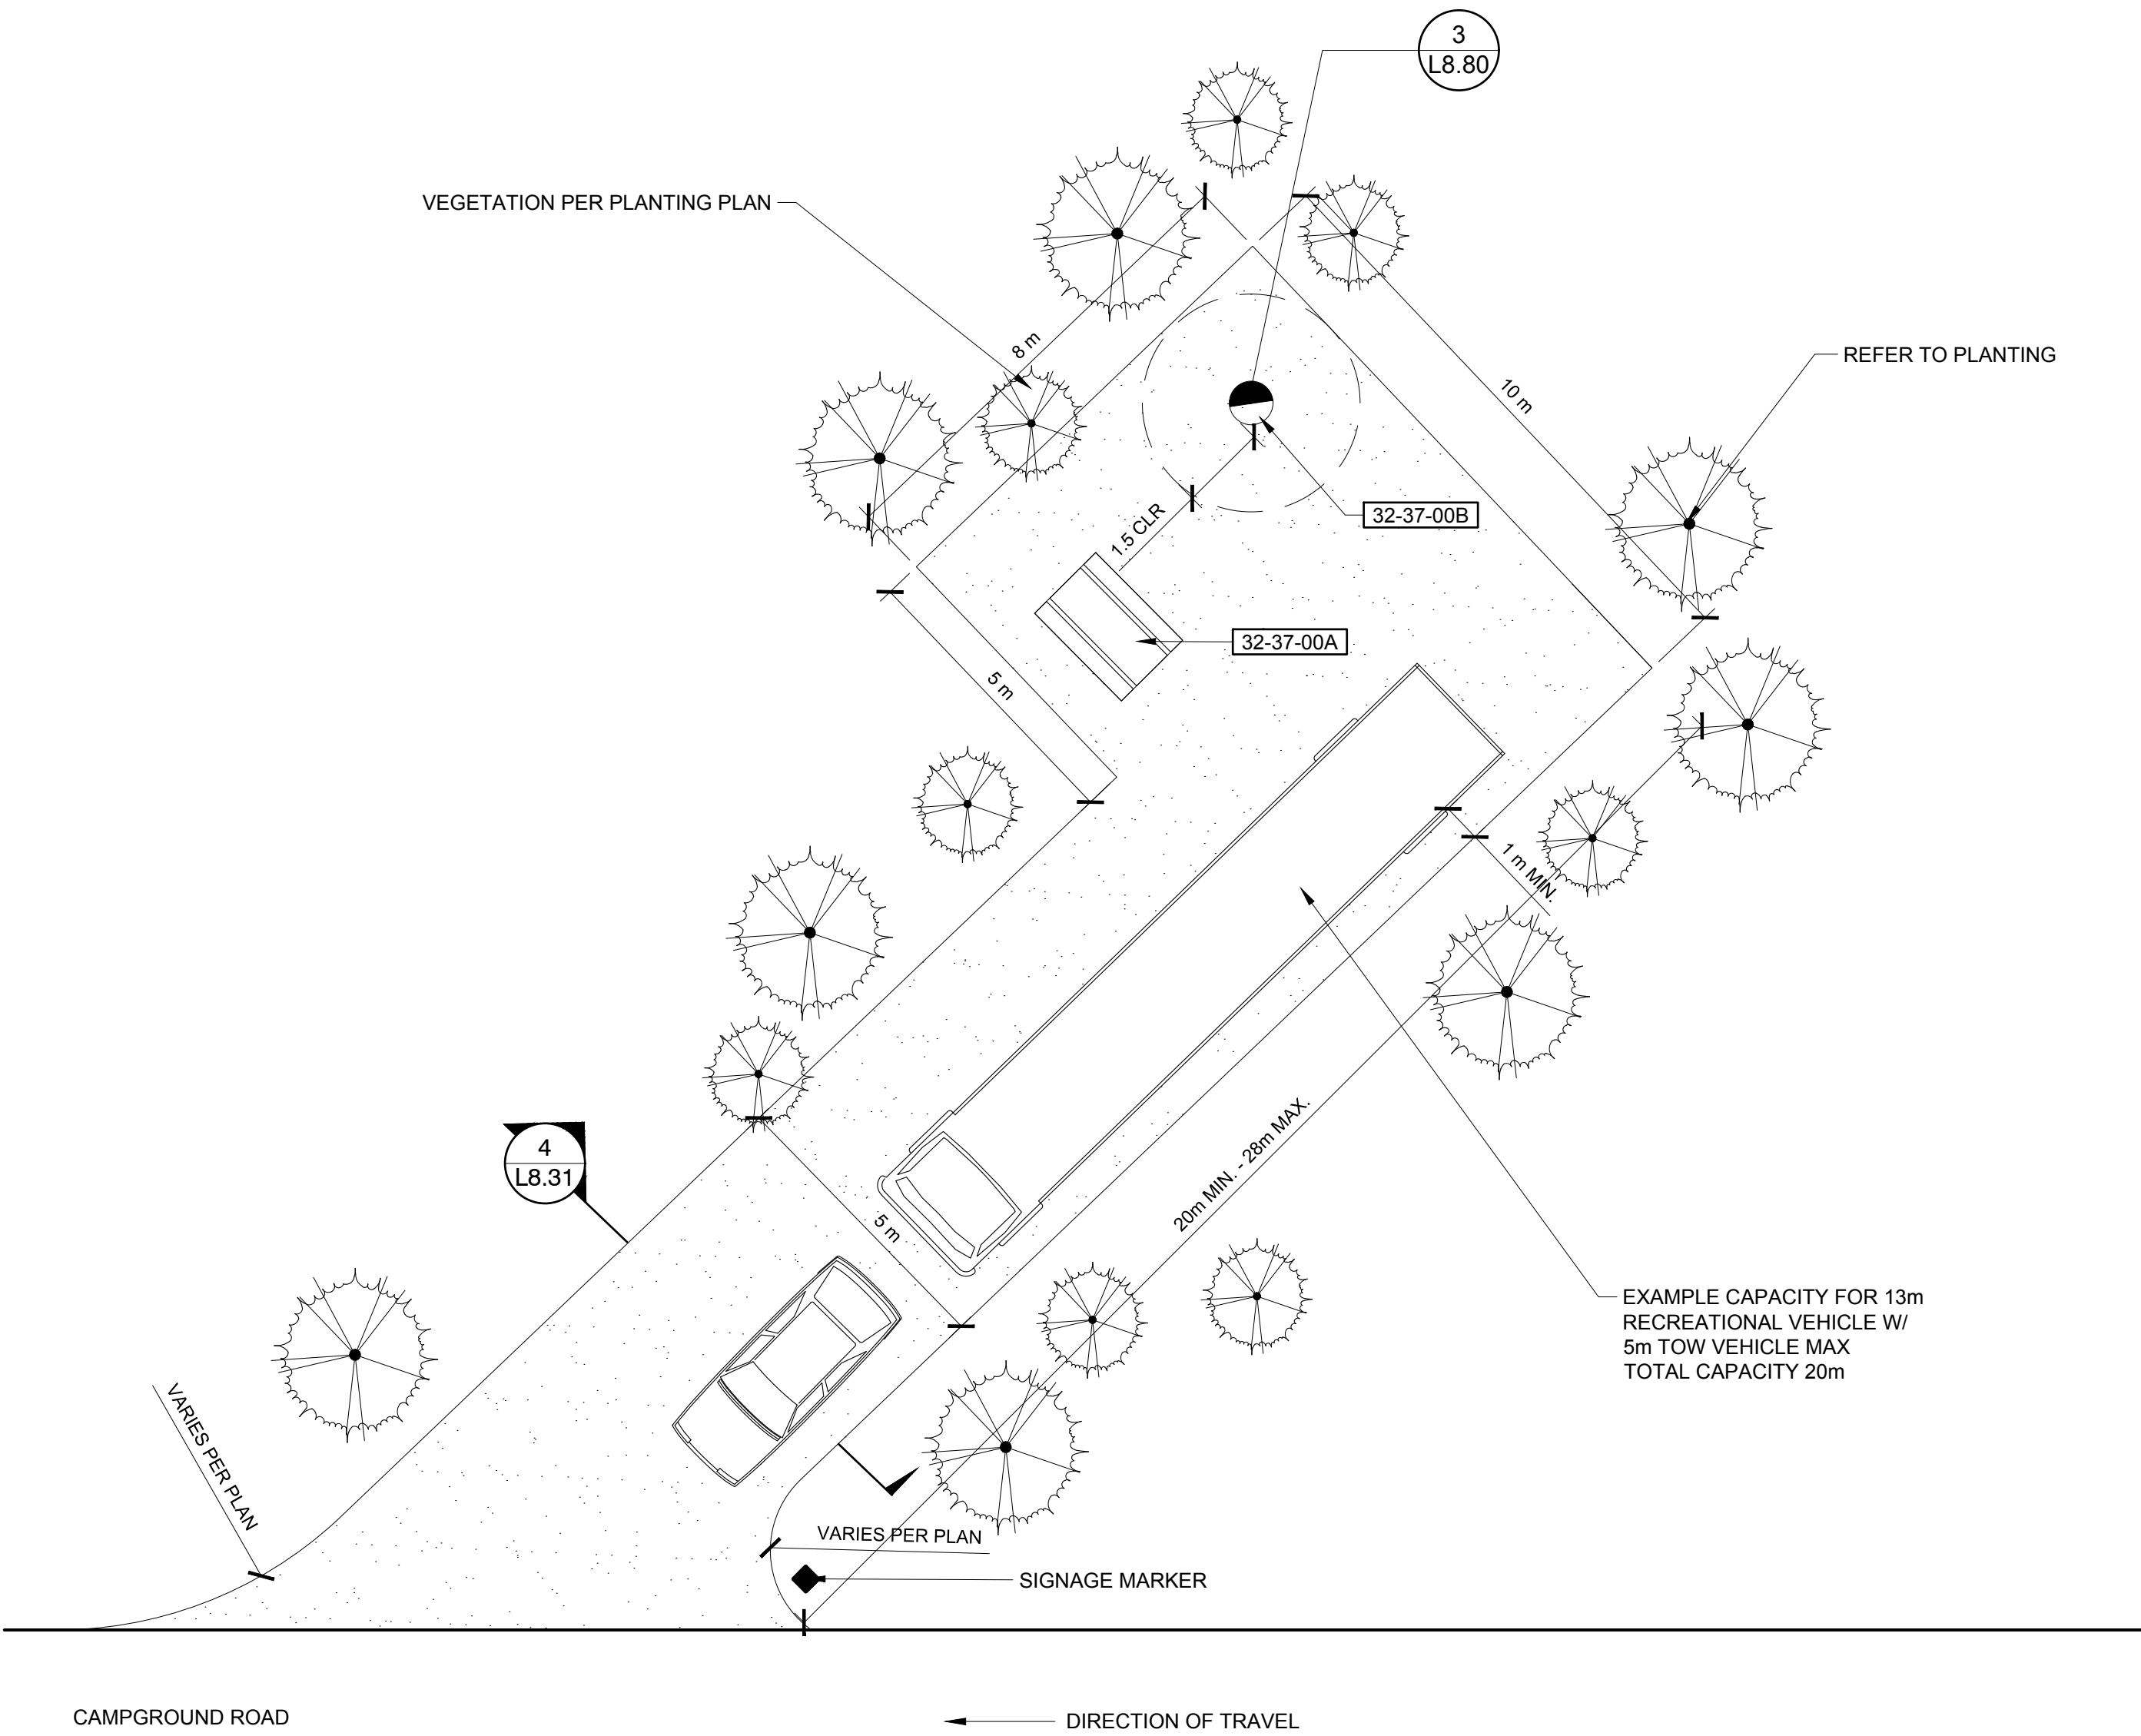 3
L8.80
VEGETATION PER PLANTING PLAN
8 m
10 m
REFER TO PLANTING
32-37-00B
1.5 CLR
32-37-00A
5 m
1 m MIN.
20m MIN. - 28m MAX.
4
L8.31
5 m
EXAMPLE CAPACITY FOR 13m
RECREATIONAL VEHICLE W/
5m TOW VEHICLE MAX
TOTAL CAPACITY 20m
VARIES PER PLAN
VARIES PER PLAN
SIGNAGE MARKER
CAMPGROUND ROAD
DIRECTION OF TRAVEL